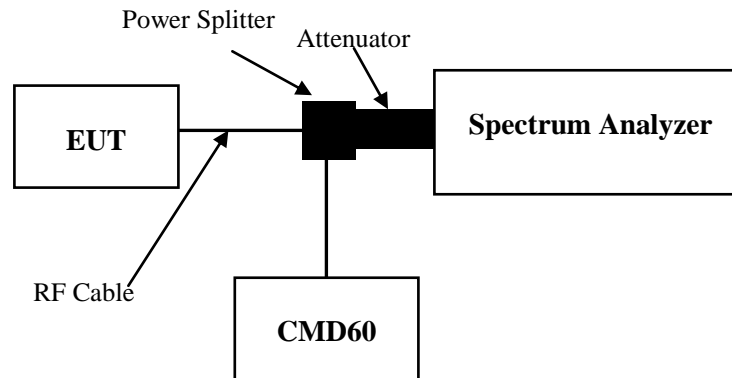 Power Splitter
Attenuator
EUT
Spectrum Analyzer
RF Cable
CMD60